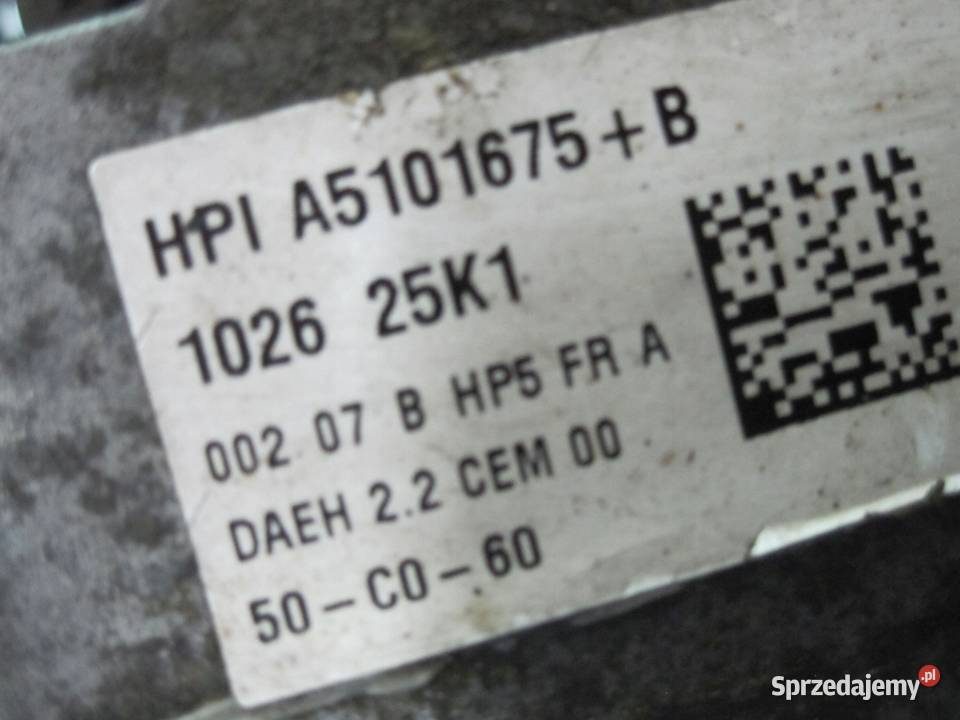 HPI A5101675+B
1026 25K1
002 07 B HP5 FR A
DAEH 2.2 CEM 00
50-C0-60
Sprzedajemy.pl